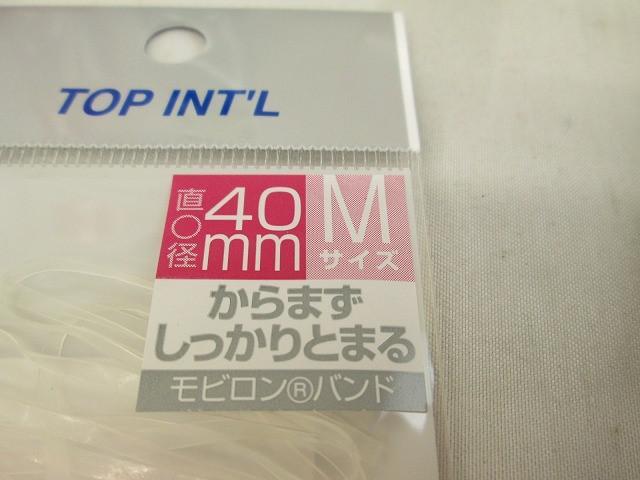 TOP INT'L
直○径 40mm
Mサイズ
からまず
しっかりとまる
モビロン®バンド